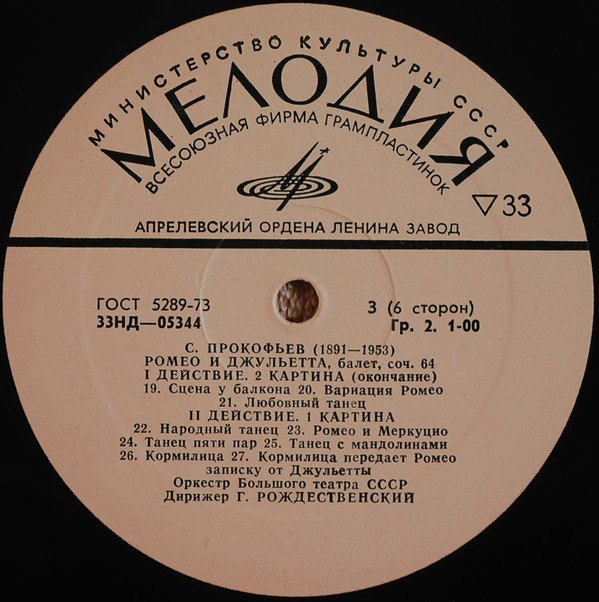 МИНИСТЕРСТВО КУЛЬТУРЫ СССР
МЕЛОДИЯ
ВСЕСОЮЗНАЯ ФИРМА ГРАМПЛАСТИНОК
▽33
АПРЕЛЕВСКИЙ ОРДЕНА ЛЕНИНА ЗАВОД
ГОСТ 5289-73
3 (6 сторон)
33НД—05344
Гр. 2. 1-00
С. ПРОКОФЬЕВ (1891—1953)
РОМЕО И ДЖУЛЬЕТТА, балет, соч. 64
I ДЕЙСТВИЕ. 2 КАРТИНА (окончание)
19. Сцена у балкона 20. Вариация Ромео
21. Любовный танец
II ДЕЙСТВИЕ. 1 КАРТИНА
22. Народный танец 23. Ромео и Меркуцио
24. Танец пяти пар 25. Танец с мандолинами
26. Кормилица 27. Кормилица передает Ромео
записку от Джульетты
Оркестр Большого театра СССР
Дирижер Г. РОЖДЕСТВЕНСКИЙ